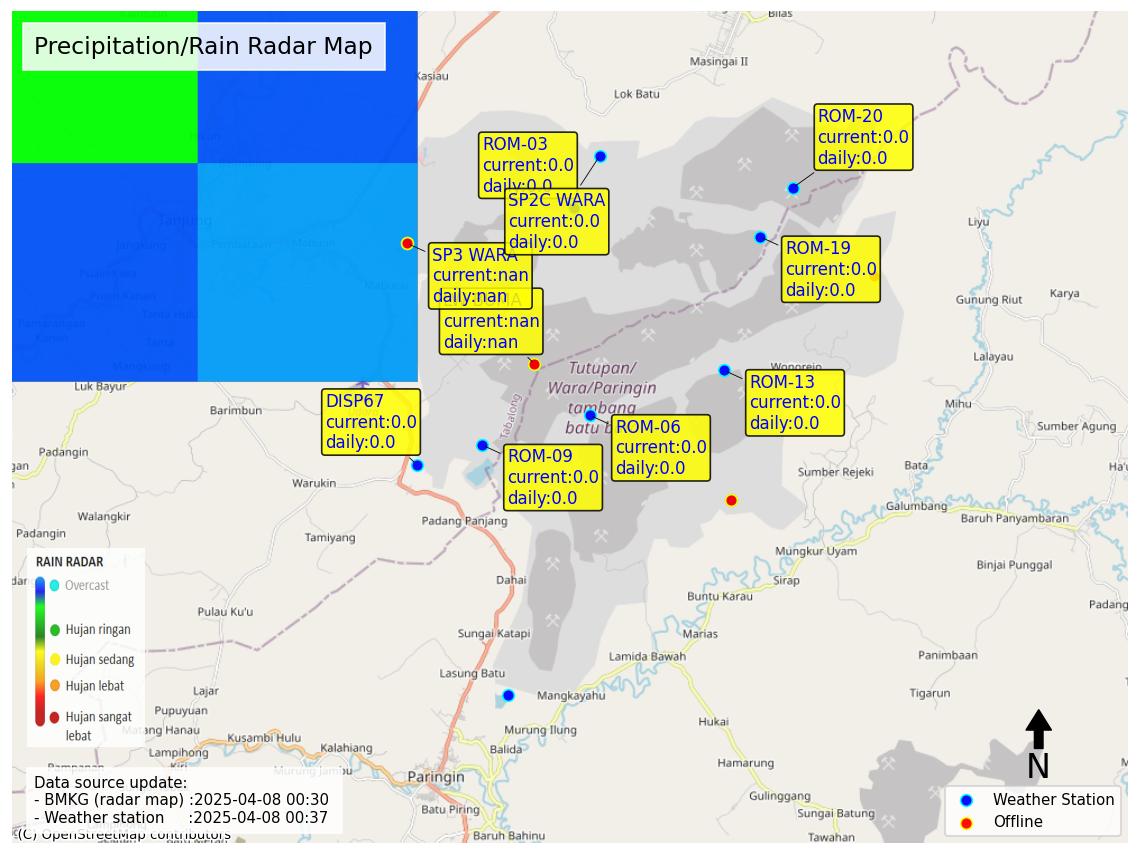 Precipitation/Rain Radar Map
Bilas
Masingai II
Kasiau
Lok Batu
ROM-20
current:0.0
daily:0.0
ROM-03
current:0.0
daily:0.0
SP2C WARA
current:0.0
daily:0.0
Tanjung
Liyu
SP3 WARA
current:nan
daily:nan
ROM-19
current:0.0
daily:0.0
current:nan
daily:nan
Gunung Riut
Karya
Lalayau
Wonorejo
Tutupan/
Wara/Paringin
tambang
batu b
Tabalong
ROM-13
current:0.0
daily:0.0
Luk Bayur
Barimbun
DISP67
current:0.0
daily:0.0
ROM-06
current:0.0
daily:0.0
ROM-09
current:0.0
daily:0.0
Mihu
Sumber Agung
Padangin
Warukin
Sumber Rejeki
Bata
Galumbang
Baruh Panyambaran
Walangkir
Padangin
Tamiyang
Padang Panjang
Mungkur Uyam
Binjai Punggal
Sirap
Dahai
Buntu Karau
Padang
RAIN RADAR
Overcast
Hujan ringan
Hujan sedang
Hujan lebat
Hujan sangat
lebat
Pulau Ku'u
Sungai Katapi
Marias
Lamida Bawah
Panimbaan
Lasung Batu
Lajar
Mangkayahu
Tigarun
Pupuyuan
Matang Hanau
Kusambi Hulu
Kalahiang
Murung Ilung
Hukai
Lampihong
Balida
Hamarung
Murung Jambu
Paringin
Gulinggang
Batu Piring
Sungai Batung
Baruh Bahinu
Tawahan
N
Data source update:
- BMKG (radar map) :2025-04-08 00:30
- Weather station :2025-04-08 00:37
(C) OpenStreetMap contributors
Weather Station
Offline